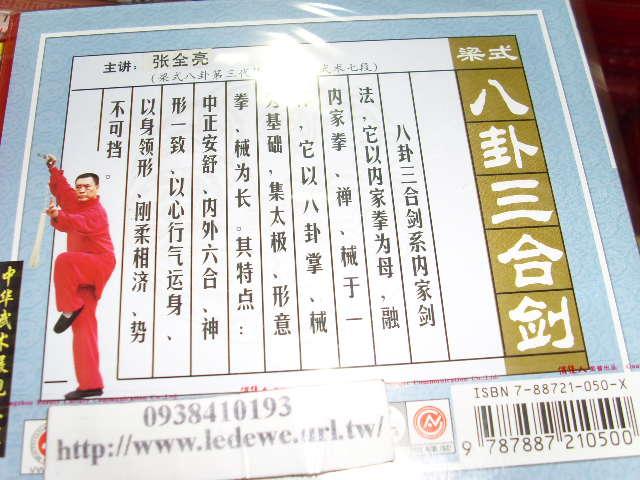 主讲: 张全亮
(梁式八卦第三代 术七段)
梁式
八卦三合剑
八卦三合剑系内家剑
法,它以内家拳为母,融
内家拳、禅、械于一
,它以八卦掌、械
为基础,集太极、形意
拳、械为长。其特点:
中正安舒、内外六合、神
形一致、以心行气运身、
以身领形、刚柔相济、势
不可挡。
中华武术展现
ISBN 7-88721-050-X
9 787887 210500
0938410193
http://www.ledewe.url.tw/